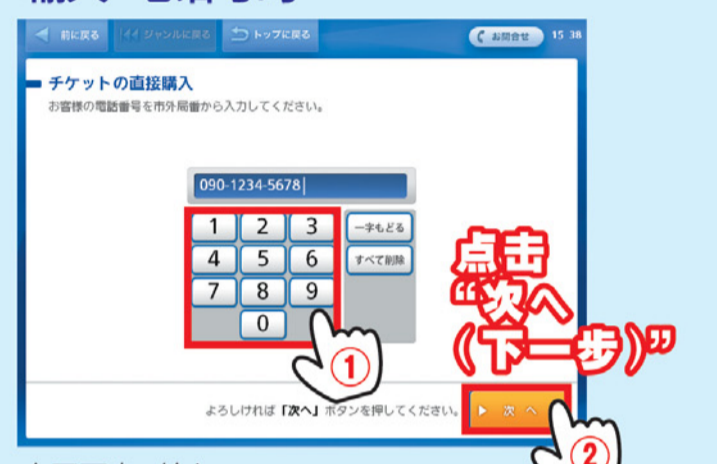 前に戻る ジャンルに戻る トップに戻る お問合せ 15 38
チケットの直接購入
お客様の電話番号を市外局番から入力してください。
090-1234-5678
1 2 3 一字もどる
4 5 6 すべて削除
7 8 9
0
①
点击
“次へ
(下一步)”
よろしければ「次へ」ボタンを押してください。 次へ
②